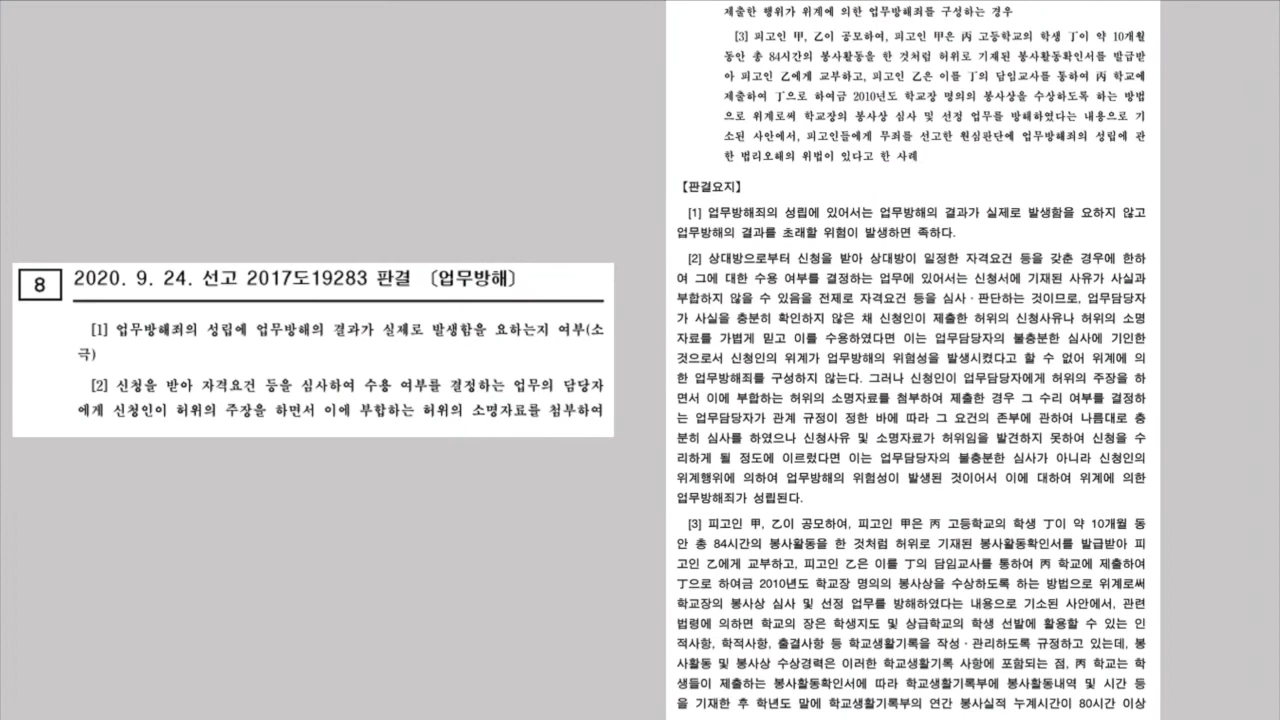 8
2020. 9. 24. 선고 2017도19283 판결 〔업무방해〕
[1] 업무방해죄의 성립에 업무방해의 결과가 실제로 발생함을 요하는지 여부(소
극)
[2] 신청을 받아 자격요건 등을 심사하여 수용 여부를 결정하는 업무의 담당자
에게 신청인이 허위의 주장을 하면서 이에 부합하는 허위의 소명자료를 첨부하여
제출한 행위가 위계에 의한 업무방해죄를 구성하는 경우
[3] 피고인 甲, 乙이 공모하여, 피고인 甲은 丙 고등학교의 학생 丁이 약 10개월
동안 총 84시간의 봉사활동을 한 것처럼 허위로 기재된 봉사활동확인서를 발급받
아 피고인 乙에게 교부하고, 피고인 乙은 이를 丁의 담임교사를 통하여 丙 학교에
제출하여 丁으로 하여금 2010년도 학교장 명의의 봉사상을 수상하도록 하는 방법
으로 위계로써 학교장의 봉사상 심사 및 선정 업무를 방해하였다는 내용으로 기
소된 사안에서, 피고인들에게 무죄를 선고한 원심판단에 업무방해죄의 성립에 관
한 법리오해의 위법이 있다고 한 사례
【판결요지】
[1] 업무방해죄의 성립에 있어서는 업무방해의 결과가 실제로 발생함을 요하지 않고
업무방해의 결과를 초래할 위험이 발생하면 족하다.
[2] 상대방으로부터 신청을 받아 상대방이 일정한 자격요건 등을 갖춘 경우에 한하
여 그에 대한 수용 여부를 결정하는 업무에 있어서는 신청서에 기재된 사유가 사실과
부합하지 않을 수 있음을 전제로 자격요건 등을 심사·판단하는 것이므로, 업무담당자
가 사실을 충분히 확인하지 않은 채 신청인이 제출한 허위의 신청사유나 허위의 소명
자료를 가볍게 믿고 이를 수용하였다면 이는 업무담당자의 불충분한 심사에 기인한
것으로서 신청인의 위계가 업무방해의 위험성을 발생시켰다고 할 수 없어 위계에 의
한 업무방해죄를 구성하지 않는다. 그러나 신청인이 업무담당자에게 허위의 주장을 하
면서 이에 부합하는 허위의 소명자료를 첨부하여 제출한 경우 그 수리 여부를 결정하
는 업무담당자가 관계 규정이 정한 바에 따라 그 요건의 존부에 관하여 나름대로 충
분히 심사를 하였으나 신청사유 및 소명자료가 허위임을 발견하지 못하여 신청을 수
리하게 될 정도에 이르렀다면 이는 업무담당자의 불충분한 심사가 아니라 신청인의
위계행위에 의하여 업무방해의 위험성이 발생된 것이어서 이에 대하여 위계에 의한
업무방해죄가 성립된다.
[3] 피고인 甲, 乙이 공모하여, 피고인 甲은 丙 고등학교의 학생 丁이 약 10개월 동
안 총 84시간의 봉사활동을 한 것처럼 허위로 기재된 봉사활동확인서를 발급받아 피
고인 乙에게 교부하고, 피고인 乙은 이를 丁의 담임교사를 통하여 丙 학교에 제출하여
丁으로 하여금 2010년도 학교장 명의의 봉사상을 수상하도록 하는 방법으로 위계로써
학교장의 봉사상 심사 및 선정 업무를 방해하였다는 내용으로 기소된 사안에서, 관련
법령에 의하면 학교의 장은 학생지도 및 상급학교의 학생 선발에 활용할 수 있는 인
적사항, 학적사항, 출결사항 등 학교생활기록을 작성·관리하도록 규정하고 있는데, 봉
사활동 및 봉사상 수상경력은 이러한 학교생활기록 사항에 포함되는 점, 丙 학교는 학
생들이 제출하는 봉사활동확인서에 따라 학교생활기록부에 봉사활동내역 및 시간 등
을 기재한 후 학년도 말에 학교생활기록부의 연간 봉사실적 누계시간이 80시간 이상